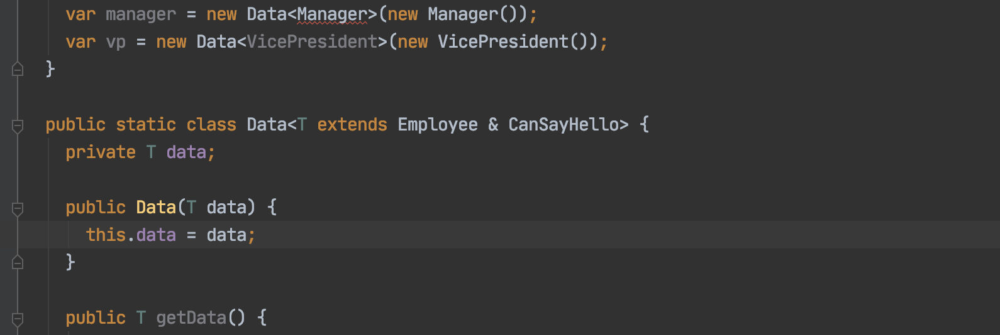 var manager = new Data<Manager>(new Manager());
var vp = new Data<VicePresident>(new VicePresident());
}
public static class Data<T extends Employee & CanSayHello> {
private T data;
public Data(T data) {
this.data = data;
}
public T getData() {